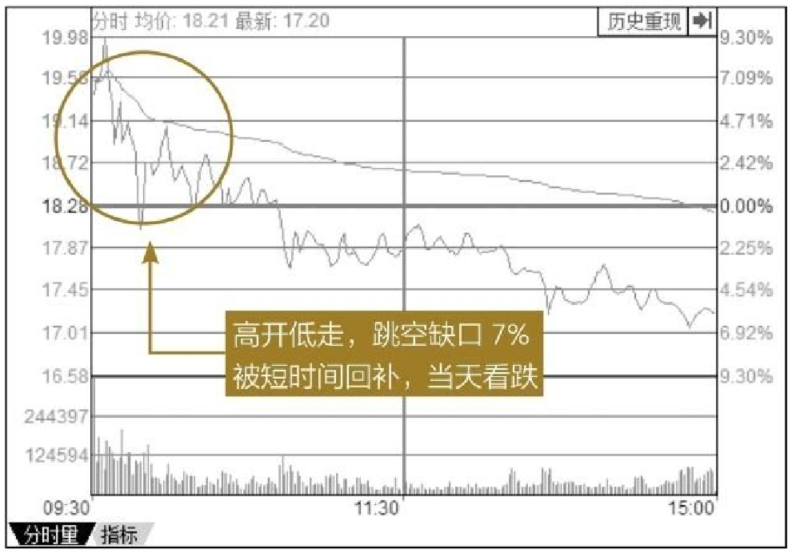 分时 均价: 18.21 最新: 17.20
历史重现
19.98 9.30%
19.58 7.09%
19.14 4.71%
18.72 2.42%
18.28 0.00%
17.87 2.25%
17.45 4.54%
17.01 6.92%
16.58 9.30%
高开低走，跳空缺口 7%
被短时间回补，当天看跌
244397
124594
09:30 11:30 15:00
分时量 指标